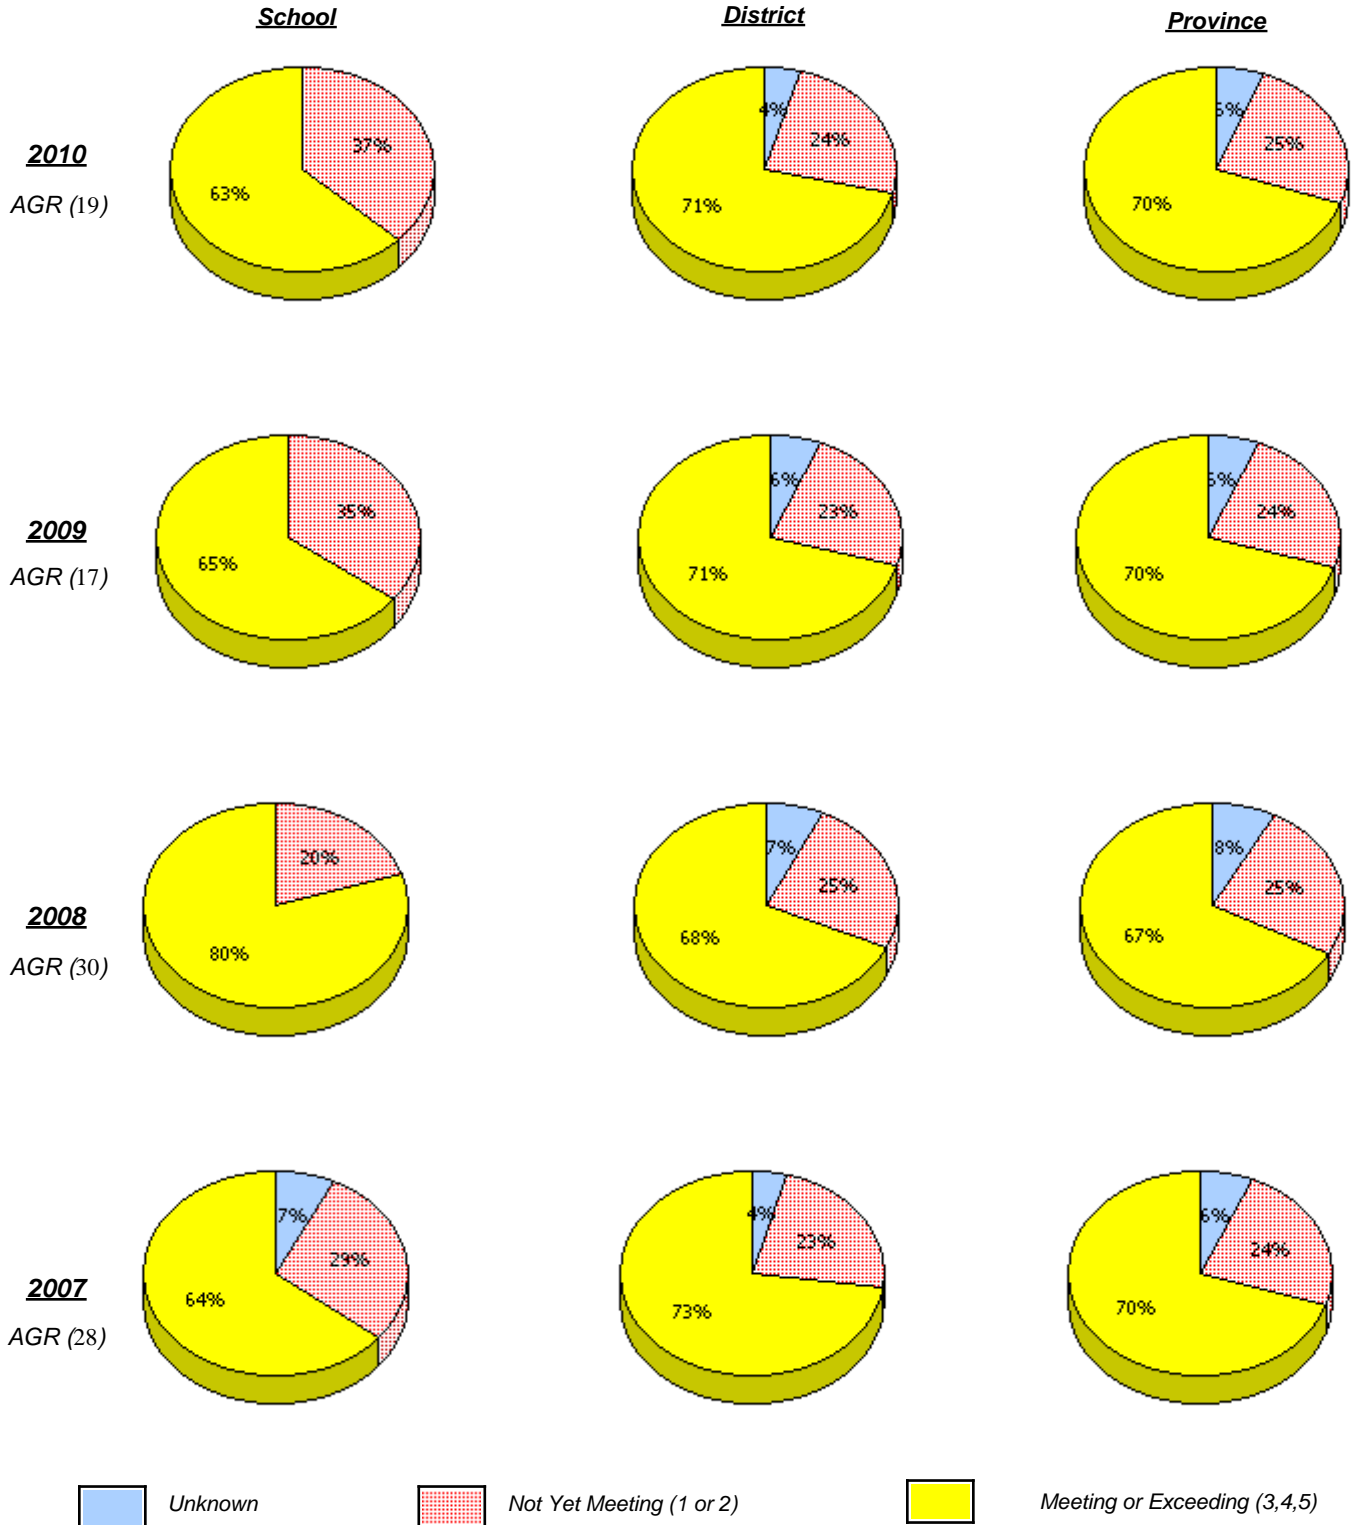 School District Province
4% 24% 25%
37%
2010
63% 71% 70%
AGR (19)
6%
35% 23% 24%
2009
65% 71% 70%
AGR (17)
7% 8%
20% 25% 25%
2008
80% 68% 67%
AGR (30)
7% 4% 6%
29% 23% 24%
2007
64% 73% 70%
AGR (28)
Unknown Not Yet Meeting (1 or 2) Meeting or Exceeding (3,4,5)